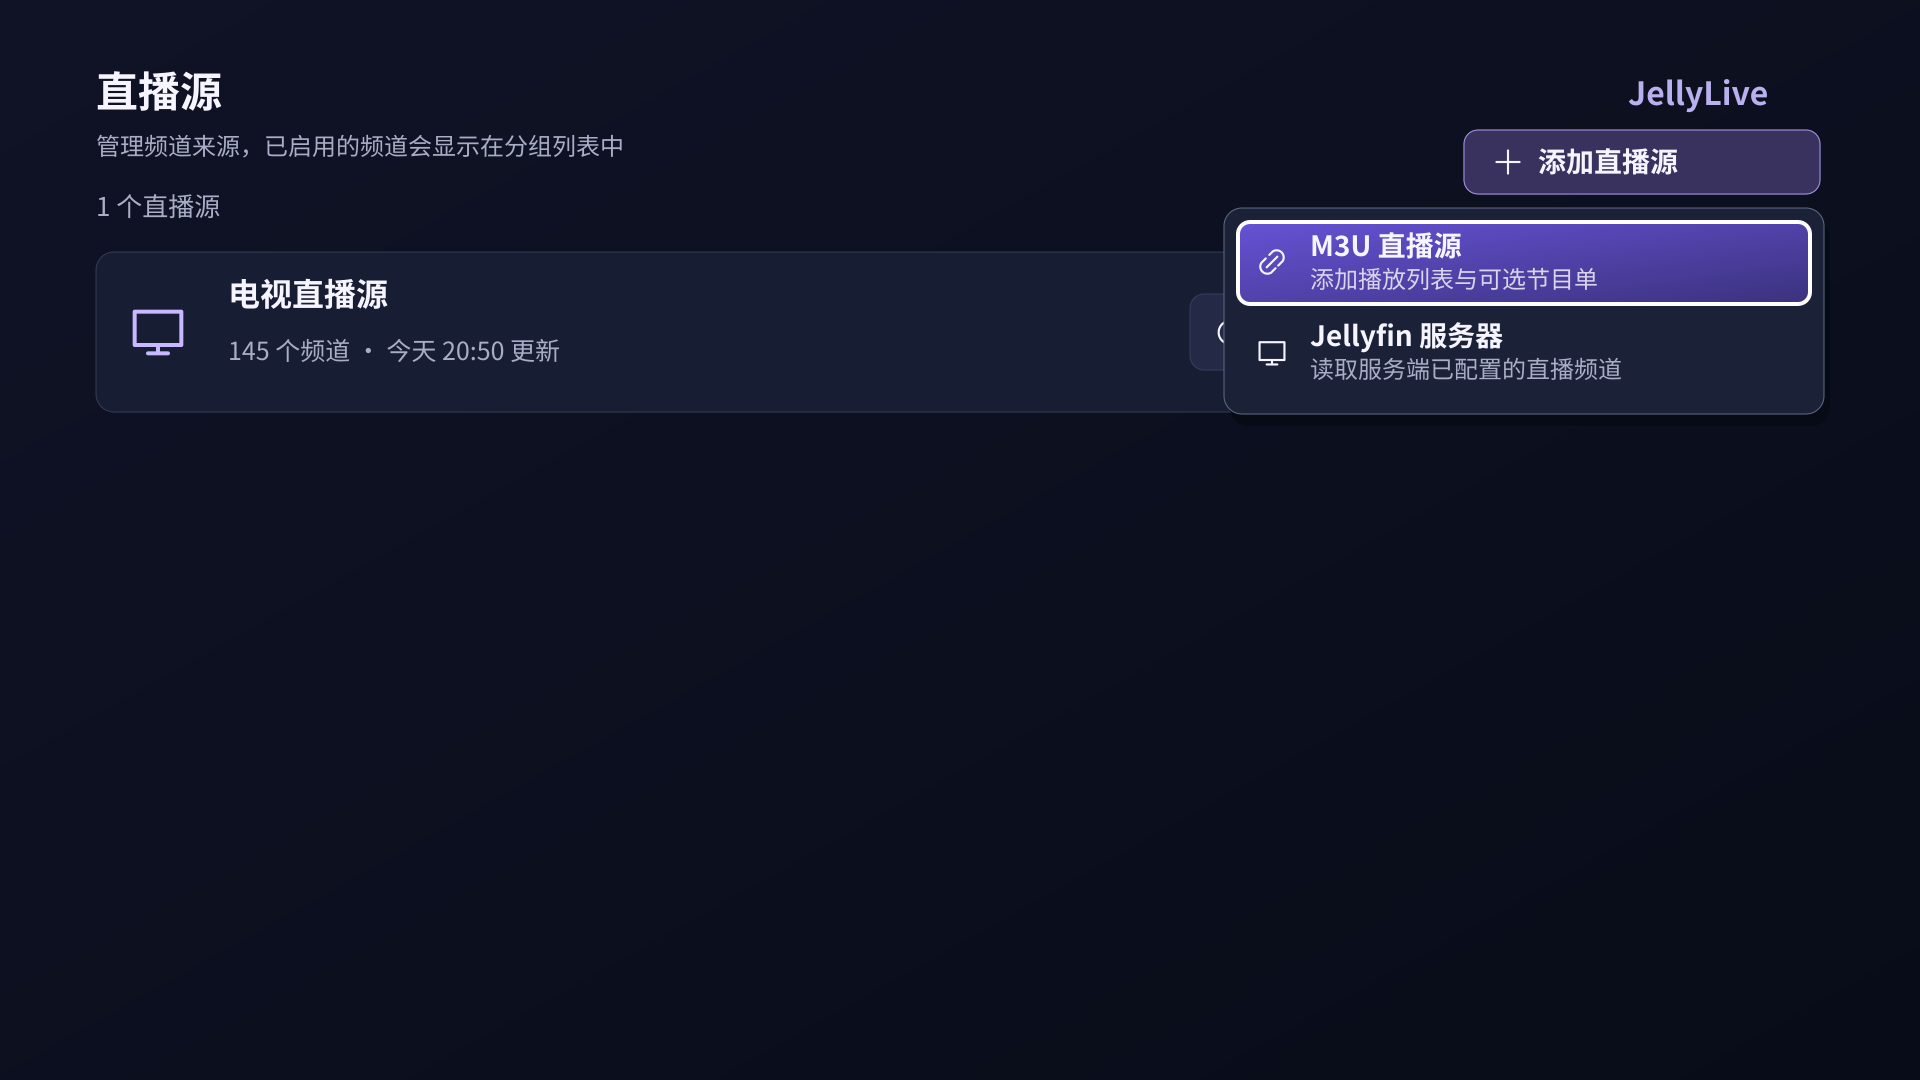 直播源
JellyLive
管理频道来源，已启用的频道会显示在分组列表中
添加直播源
1 个直播源
M3U 直播源
添加播放列表与可选节目单
电视直播源
145 个频道 · 今天 20:50 更新
Jellyfin 服务器
读取服务端已配置的直播频道